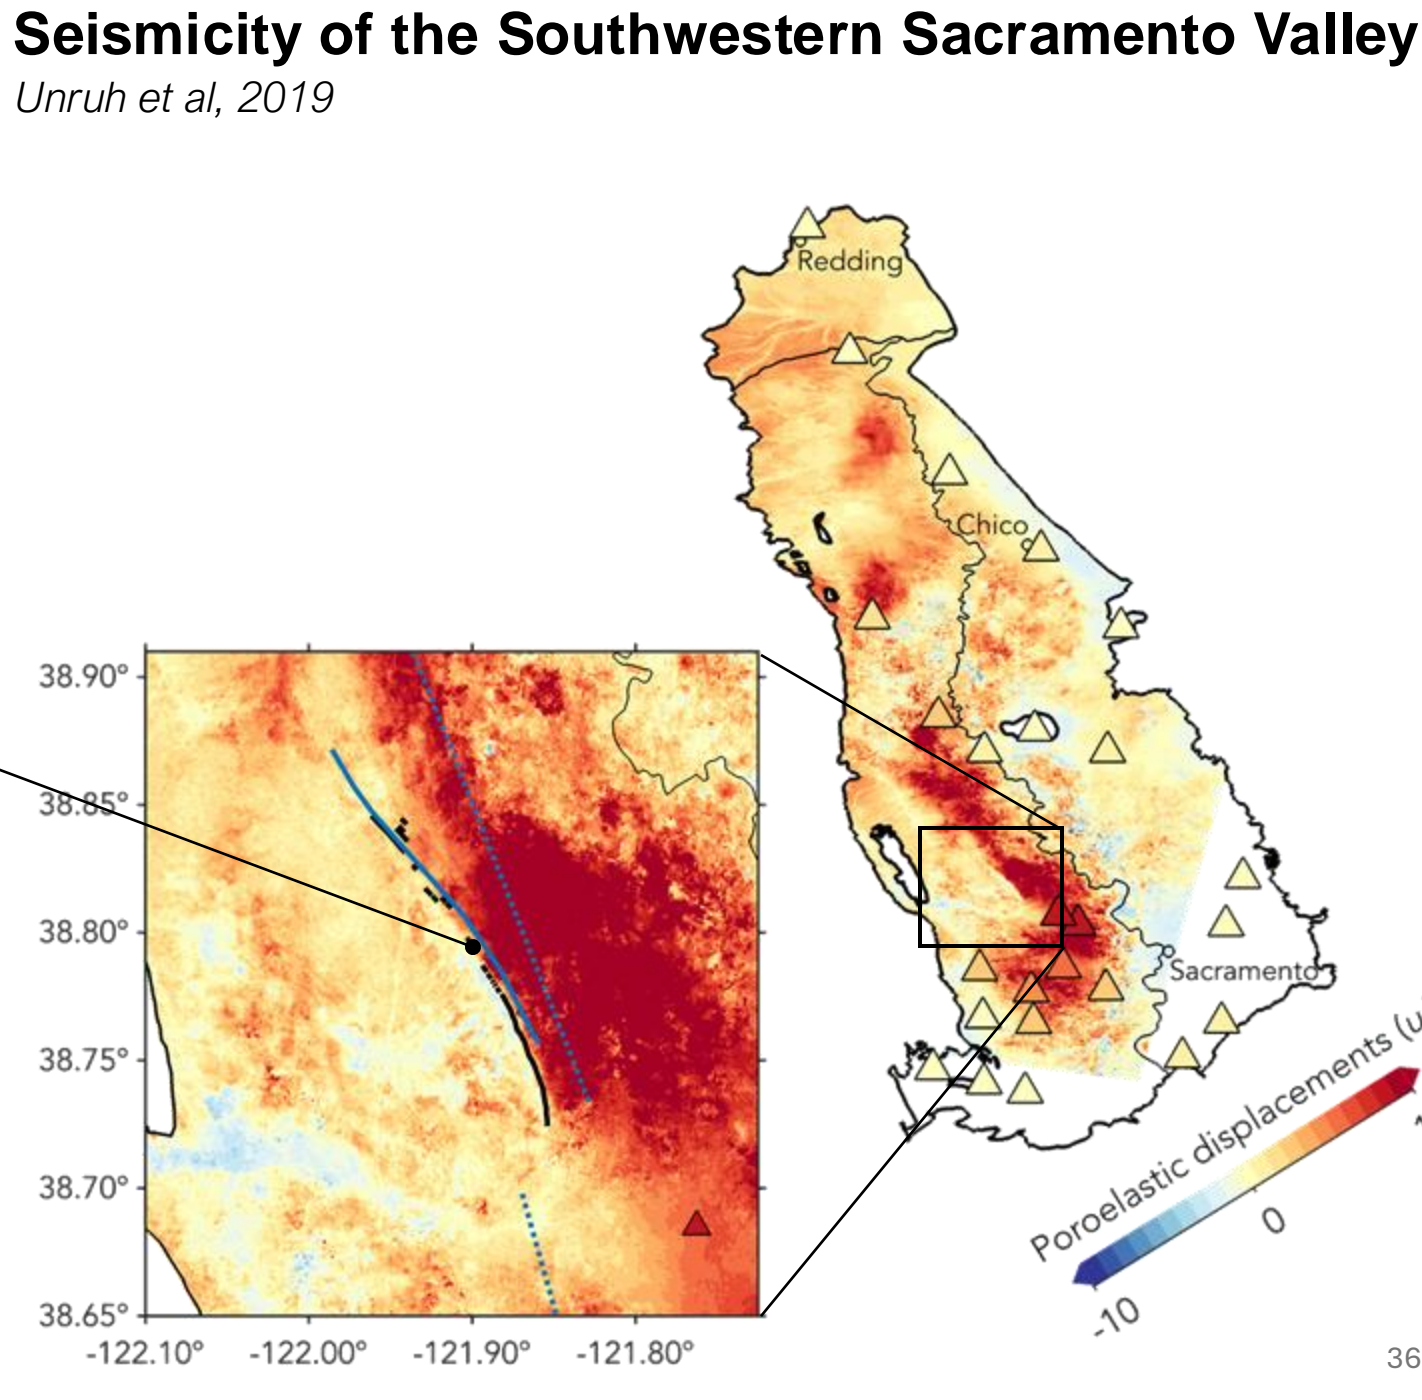 Seismicity of the Southwestern Sacramento Valley
Unruh et al, 2019
Redding
Chico
Sacramento
38.90°
38.85°
38.80°
38.75°
38.70°
38.65°
-122.10°
-122.00°
-121.90°
-121.80°
Poroelastic displacements
-10
0
36